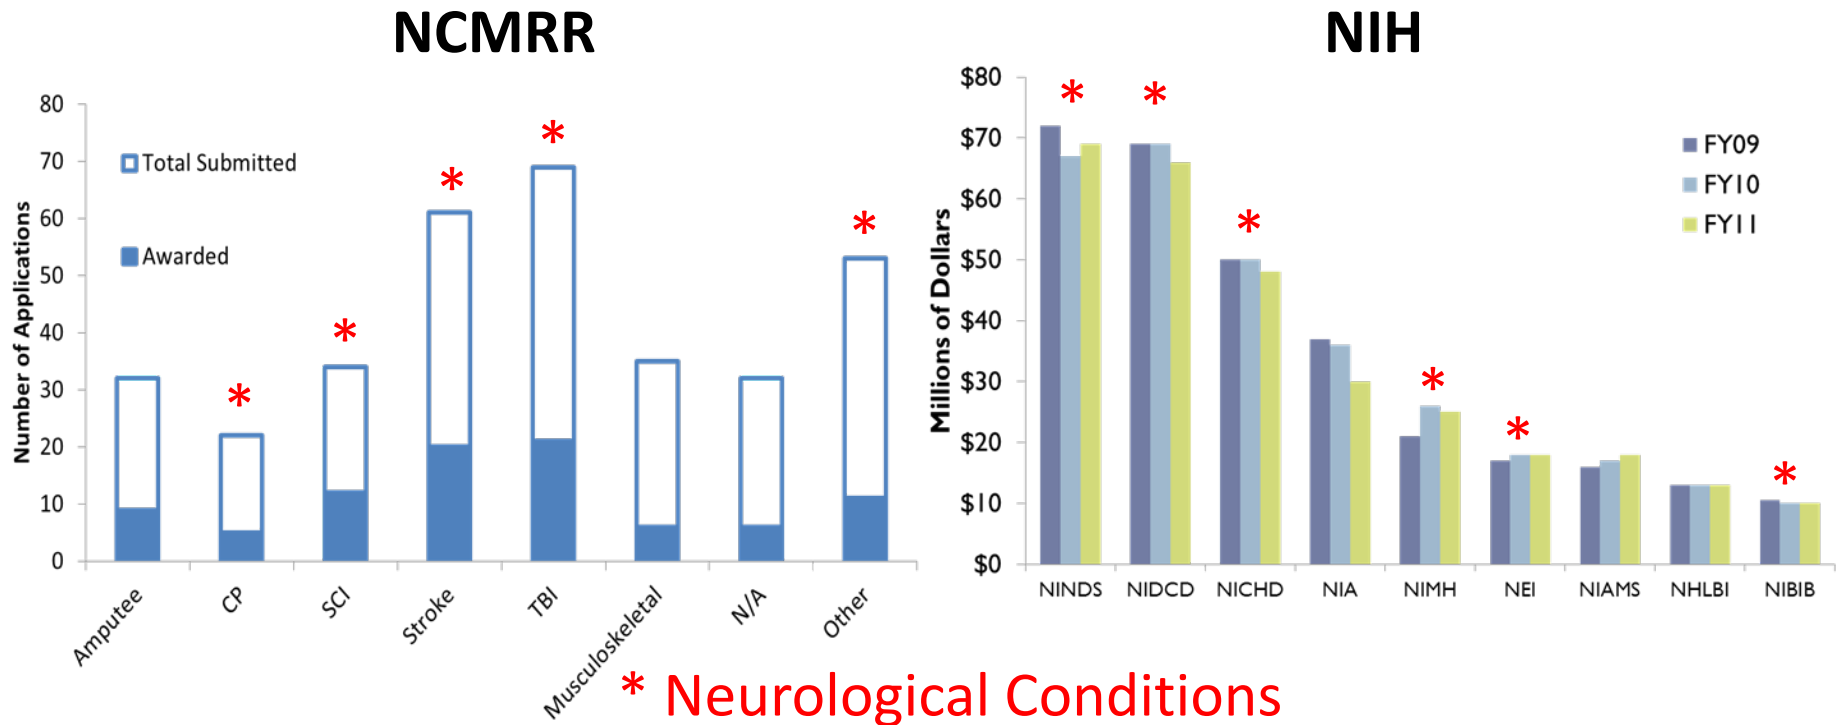 NCMRR
Number of Applications
80
70
60
50
40
30
20
10
0
Total Submitted
Awarded
*
*
*
*
*
Amputee
CP
SCI
Stroke
TBI
Musculoskeletal
N/A
Other
NIH
Millions of Dollars
$80
$70
$60
$50
$40
$30
$20
$10
$0
*
*
*
*
*
*
FY09
FY10
FY11
NINDS
NIDCD
NICHD
NIA
NIMH
NEI
NIAMS
NHLBI
NIBIB
* Neurological Conditions